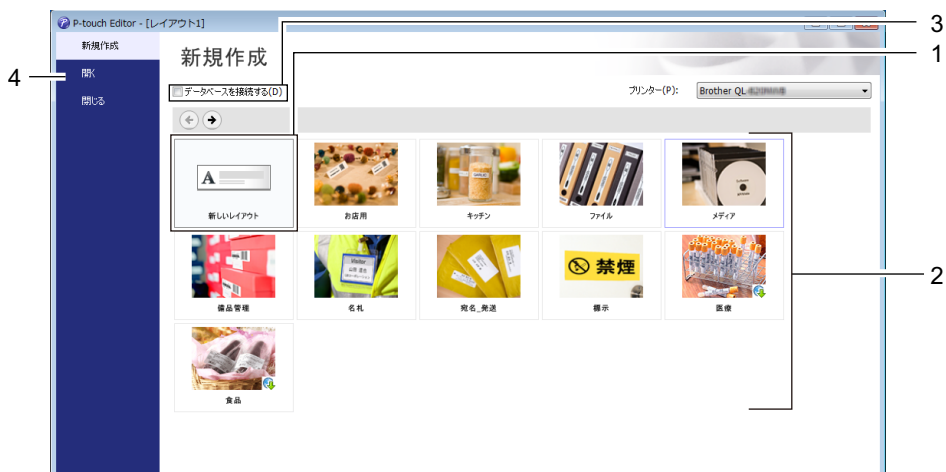 P-touch Editor - [レイアウト1]
3
新規作成
新規作成
1
4
開く
データベースを接続する(D)
プリンター(P):
Brother QL-
閉じる
A
新しいレイアウト
お店用
キッチン
ファイル
メディア
2
Visitor
禁煙
備品管理
名札
宛名_発送
標示
医療
食品